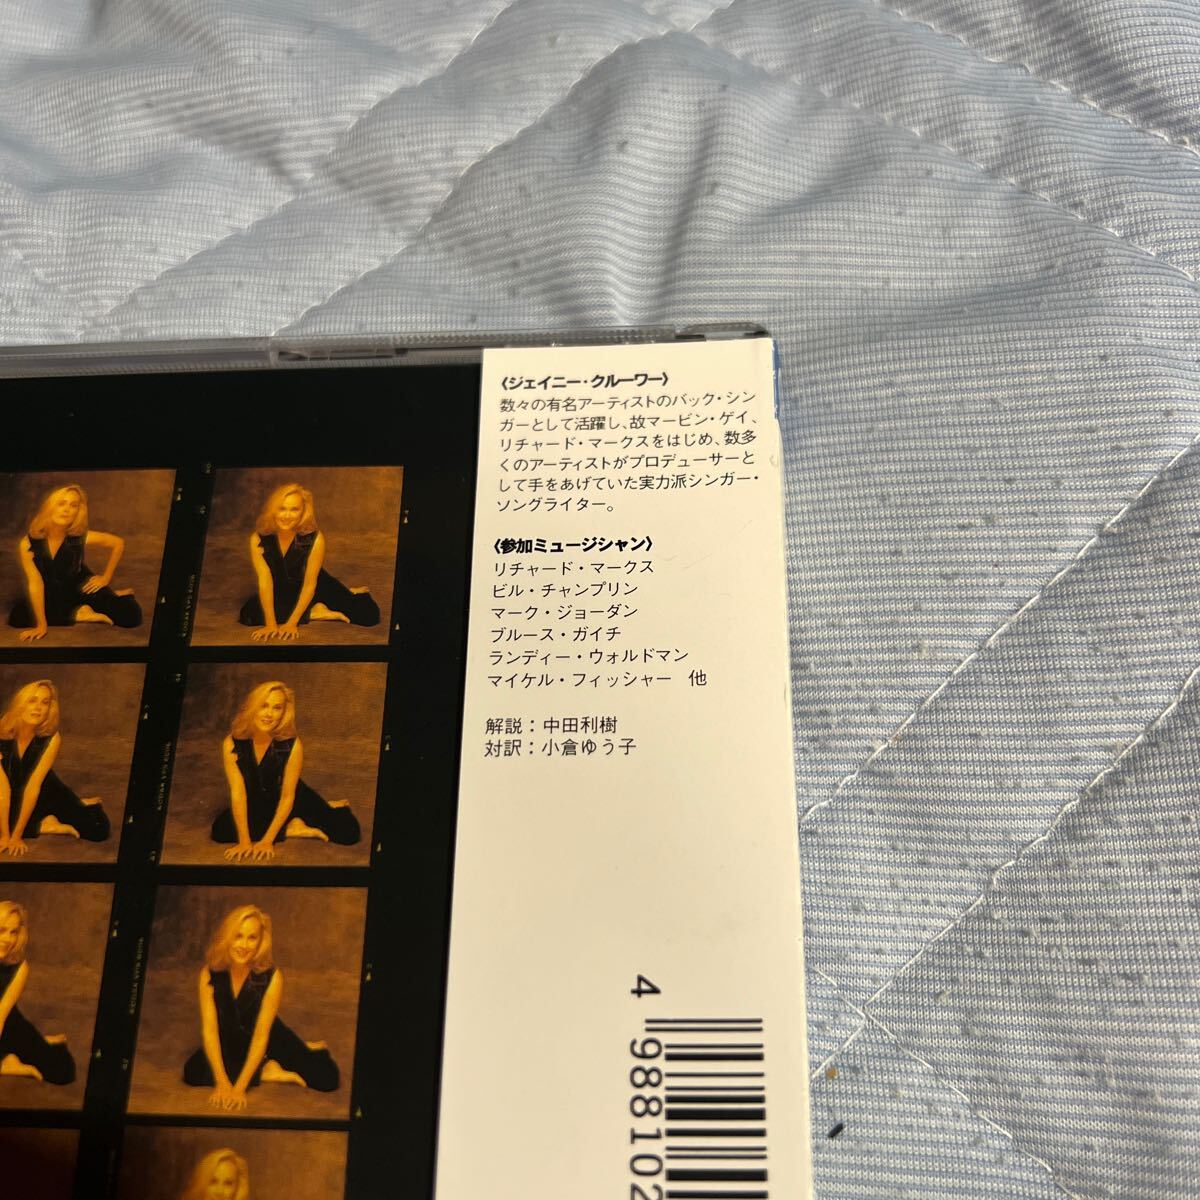 〈ジェイニー・クルーワー〉
数々の有名アーティストのバック・シン
ガーとして活躍し、故マービン・ゲイ、
リチャード・マークスをはじめ、数多
くのアーティストがプロデューサーと
して手をあげていた実力派シンガー・
ソングライター。
〈参加ミュージシャン〉
リチャード・マークス
ビル・チャンプリン
マーク・ジョーダン
ブルース・ガイチ
ランディー・ウォルドマン
マイケル・フィッシャー　他
解説：中田利樹
対訳：小倉ゆう子
4 988102